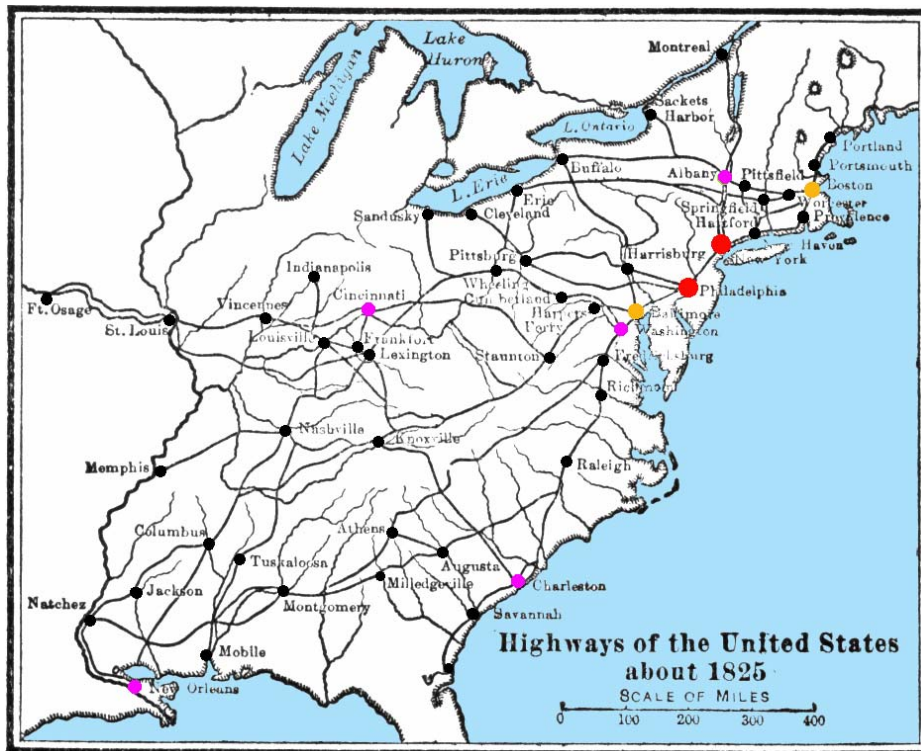 Montreal
Lake
Huron
Lake Michigan
Sackets
Harbor
L. Ontario
Portland
Portsmouth
Buffalo
Albany
Pittsfield
Boston
L. Erie
Erie
Springfield
Worcester
Sandusky
Cleveland
Hartford
Providence
Haven
New York
Pittsburg
Harrisburg
Indianapolis
Wheeling
Philadelphia
Ft. Osage
Vincennes
Cincinnati
Cumberland
Harpers
Ferry
Baltimore
St. Louis
Washington
Louisville
Frankfort
Lexington
Staunton
Fredericksburg
Richmond
Nashville
Knoxville
Memphis
Raleigh
Columbus
Athens
Tuskaloosa
Augusta
Jackson
Milledgeville
Charleston
Natchez
Montgomery
Savannah
Mobile
New Orleans
Highways of the United States
about 1825
SCALE OF MILES
0 100 200 300 400